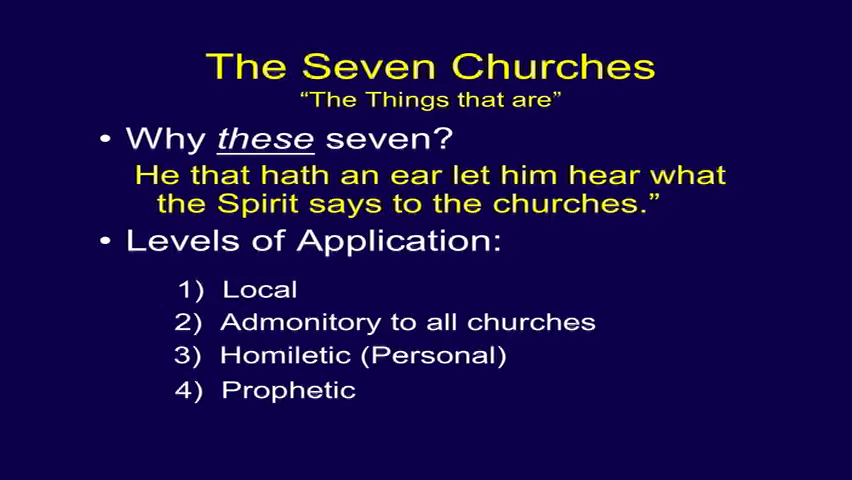 The Seven Churches
“The Things that are”
• Why these seven?
He that hath an ear let him hear what
the Spirit says to the churches.”
• Levels of Application:
1) Local
2) Admonitory to all churches
3) Homiletic (Personal)
4) Prophetic